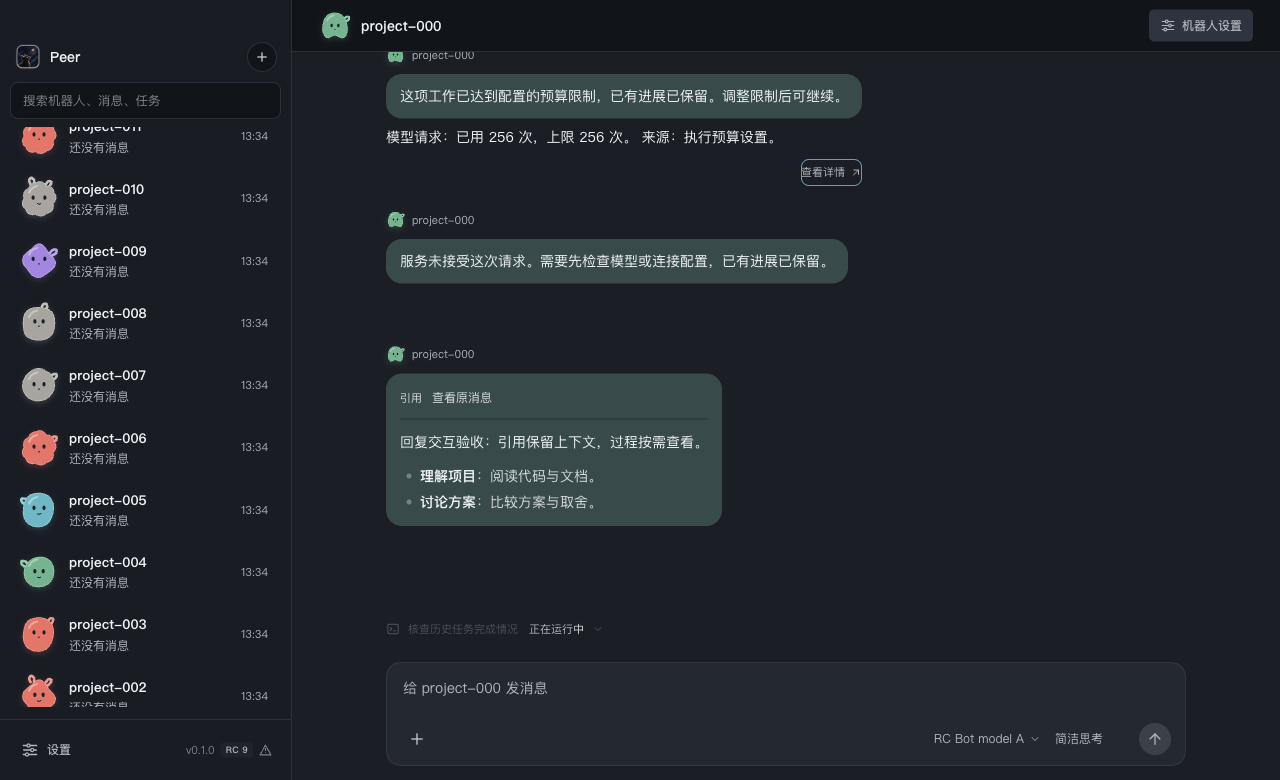 Peer
搜索机器人、消息、任务
project-011
13:34
还没有消息
project-010
13:34
还没有消息
project-009
13:34
还没有消息
project-008
13:34
还没有消息
project-007
13:34
还没有消息
project-006
13:34
还没有消息
project-005
13:34
还没有消息
project-004
13:34
还没有消息
project-003
13:34
还没有消息
project-002
13:34
还没有消息
设置
v0.1.0 RC 9
project-000
机器人设置
project-000
这项工作已达到配置的预算限制，已有进展已保留。调整限制后可继续。
模型请求：已用 256 次，上限 256 次。 来源：执行预算设置。
查看详情
project-000
服务未接受这次请求。需要先检查模型或连接配置，已有进展已保留。
project-000
引用 查看原消息
回复交互验收：引用保留上下文，过程按需查看。
理解项目：阅读代码与文档。
讨论方案：比较方案与取舍。
核查历史任务完成情况 正在运行中
给 project-000 发消息
RC Bot model A 简洁思考